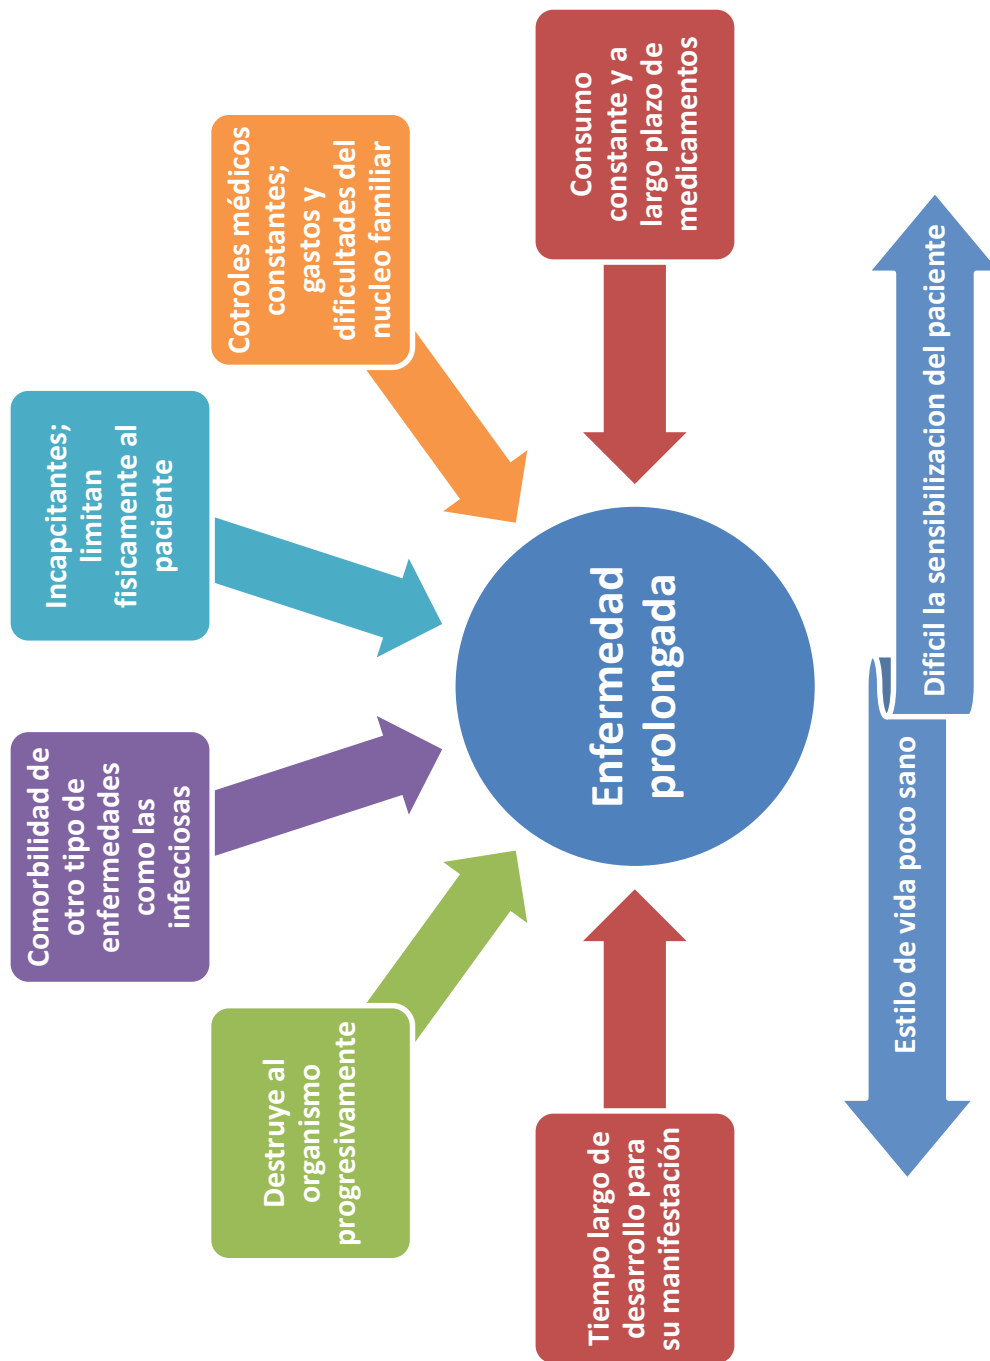 Tiempo largo de
desarrollo para
su manifestación
Destruye al
organismo
progresivamente
Comorbilidad de
otro tipo de
enfermedades
como las
infecciosas
Incapcitantes;
limitan
fisicamente al
paciente
Cotroles médicos
constantes;
gastos y
dificultades del
nucleo familiar
Consumo
constante y a
largo plazo de
medicamentos
Enfermedad
prolongada
Estilo de vida poco sano
Dificil la sensibilizacion del paciente